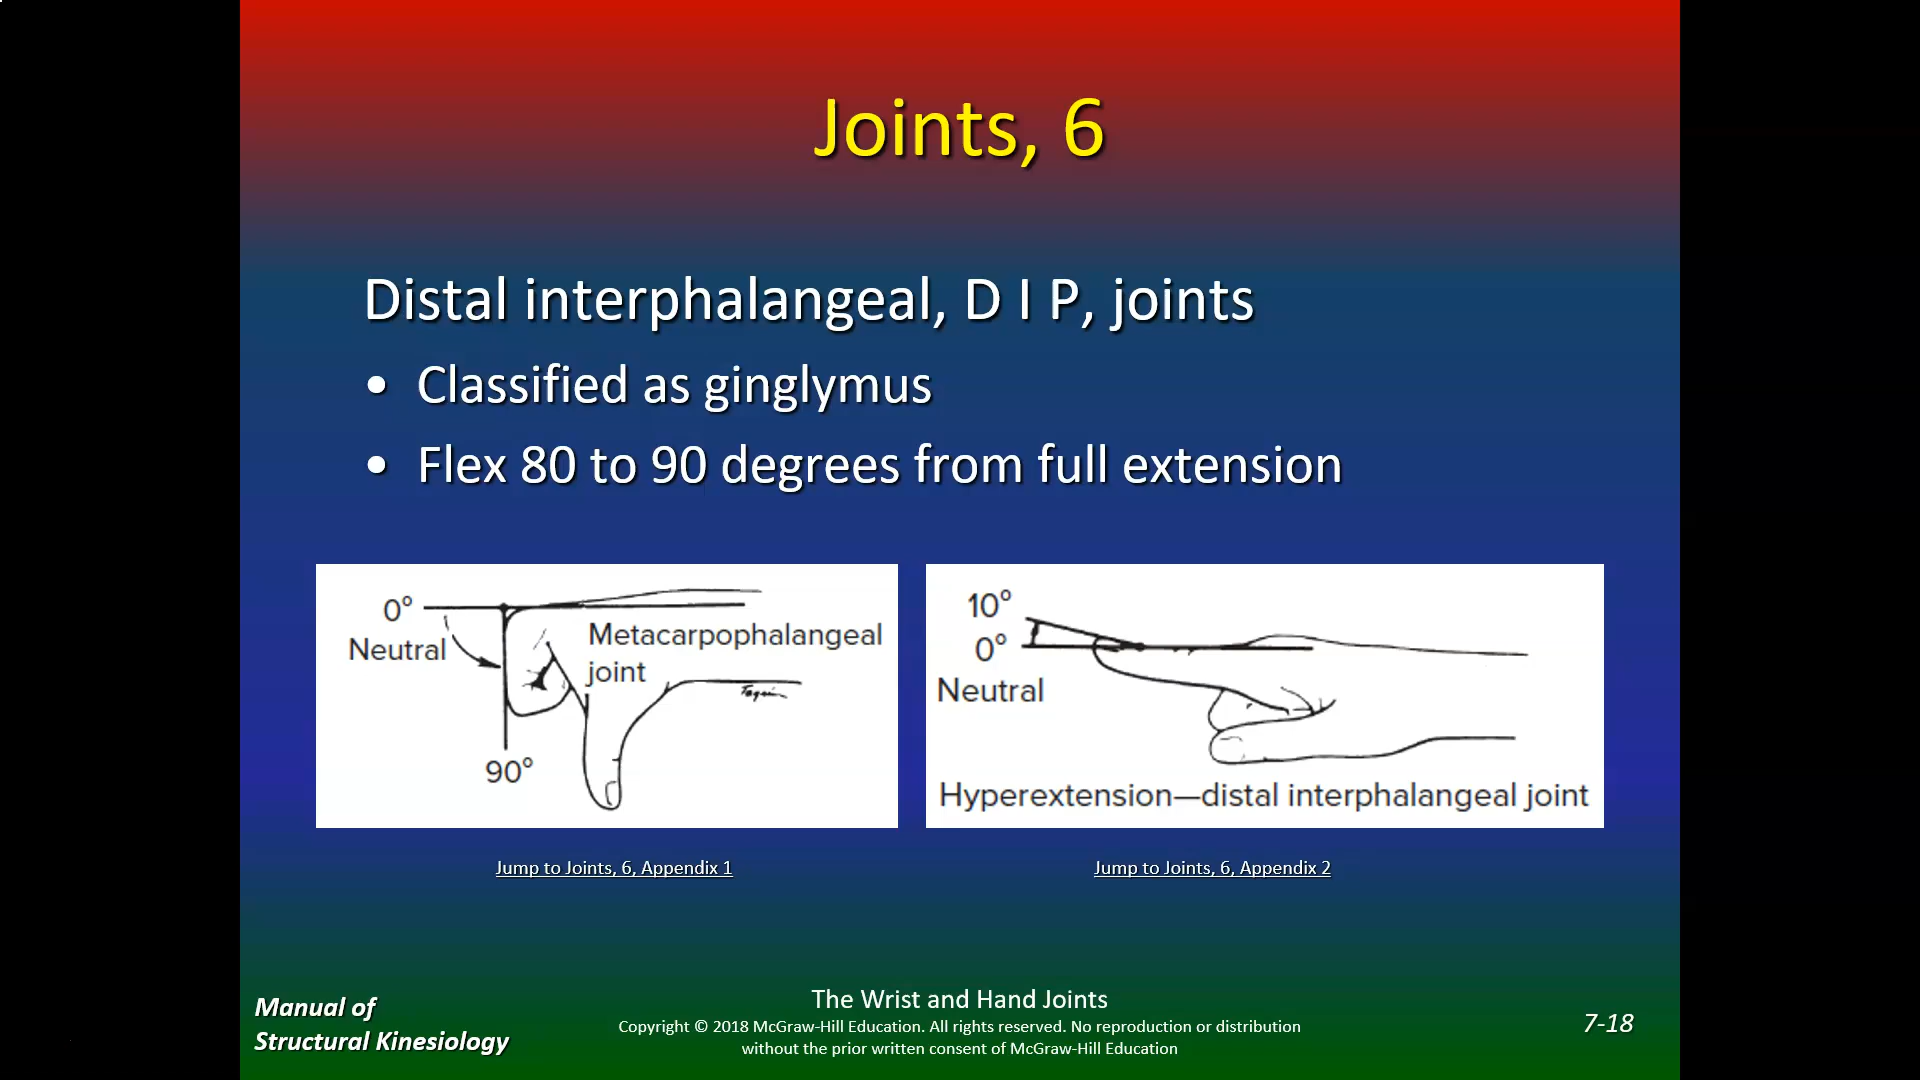 Joints, 6
Distal interphalangeal, D I P, joints
• Classified as ginglymus
• Flex 80 to 90 degrees from full extension
0°
Neutral
Metacarpophalangeal
joint
90°
10°
0°
Neutral
Hyperextension—distal interphalangeal joint
Jump to Joints, 6, Appendix 1
Jump to Joints, 6, Appendix 2
Manual of
Structural Kinesiology
The Wrist and Hand Joints
Copyright © 2018 McGraw-Hill Education. All rights reserved. No reproduction or distribution
without the prior written consent of McGraw-Hill Education
7-18